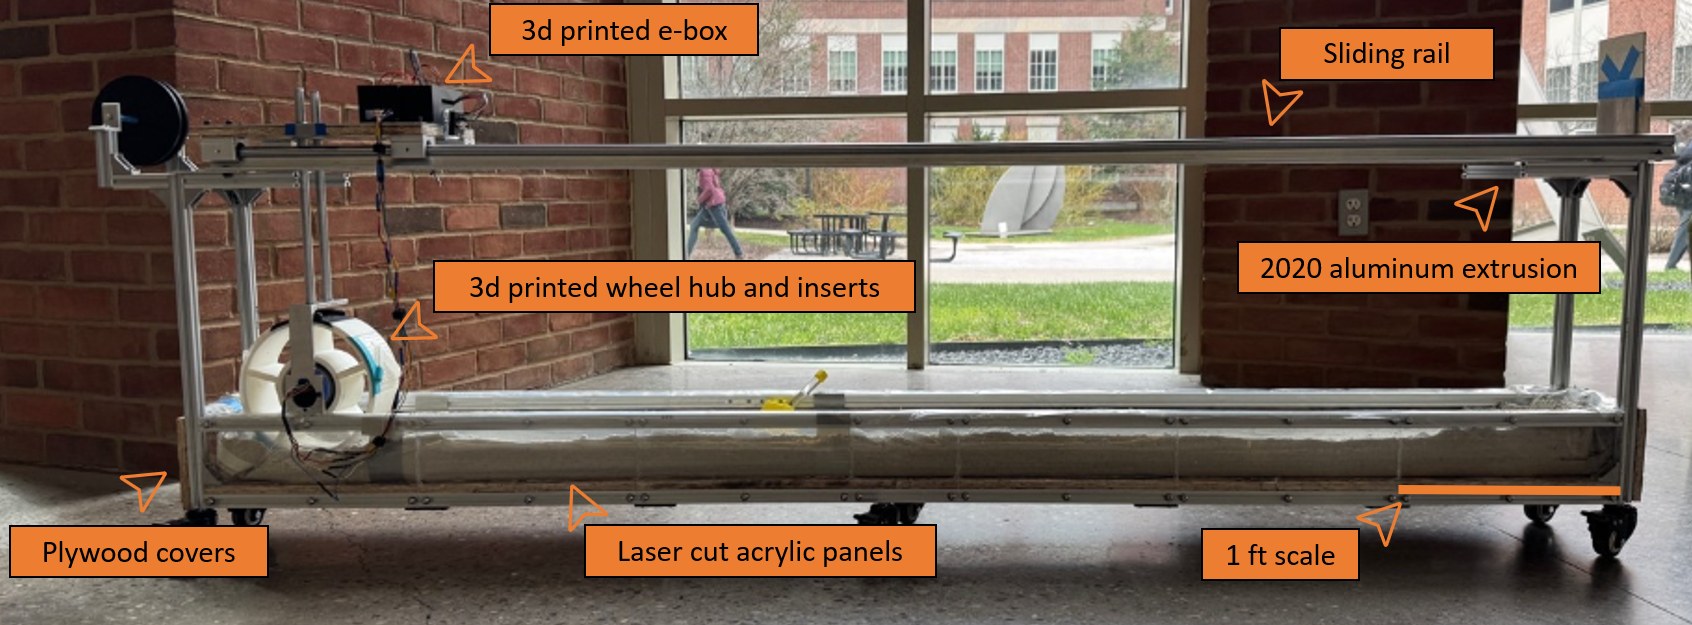 3d printed e-box
Sliding rail
2020 aluminum extrusion
3d printed wheel hub and inserts
Plywood covers
Laser cut acrylic panels
1 ft scale